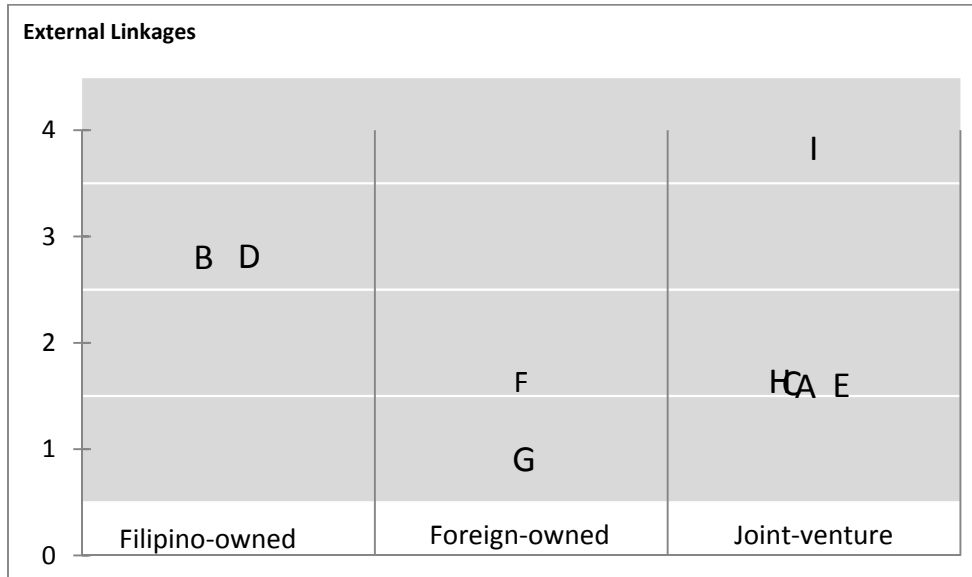 External Linkages
4
I
3
B D
2
F
H C A E
1
G
Filipino-owned Foreign-owned Joint-venture
0